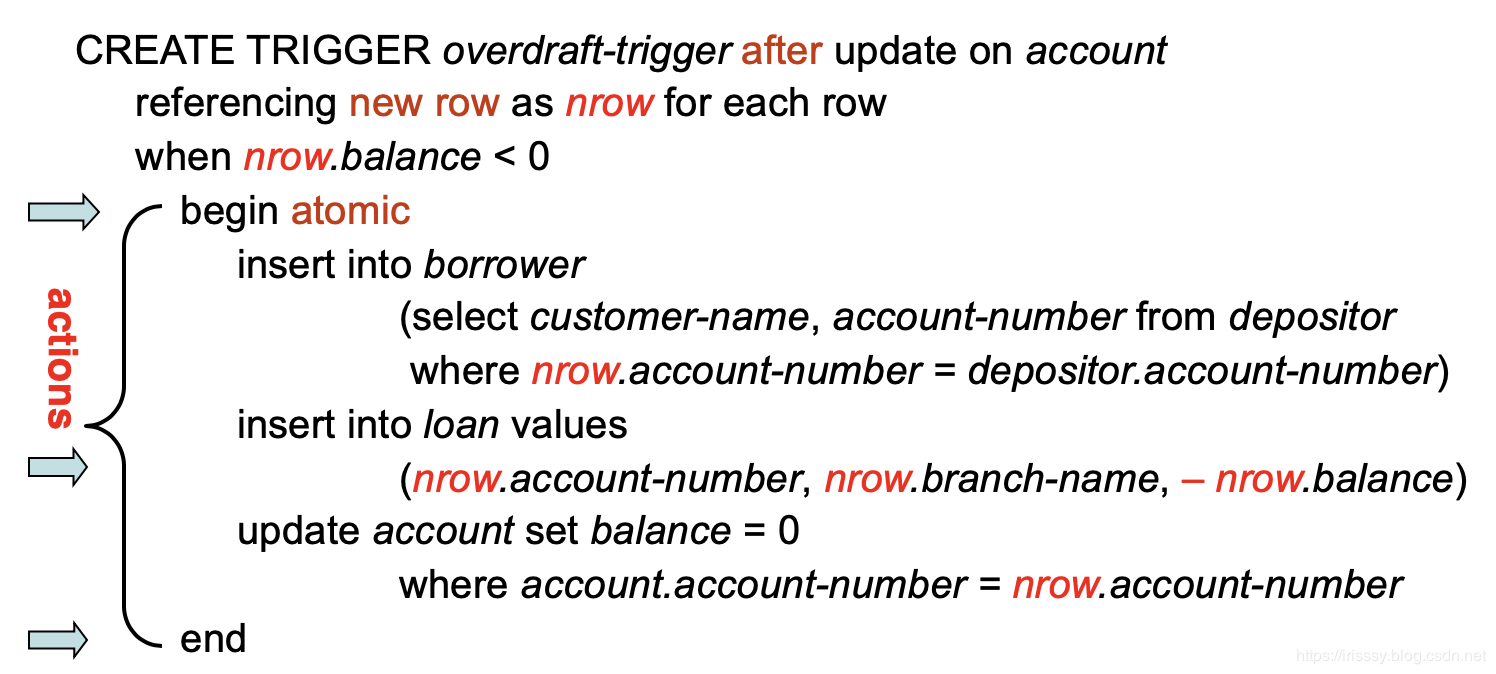 CREATE TRIGGER overdraft-trigger after update on account
referencing new row as nrow for each row
when nrow.balance < 0
begin atomic
insert into borrower
(select customer-name, account-number from depositor
where nrow.account-number = depositor.account-number)
insert into loan values
(nrow.account-number, nrow.branch-name, – nrow.balance)
update account set balance = 0
where account.account-number = nrow.account-number
end
actions
https://irisssy.blog.csdn.net